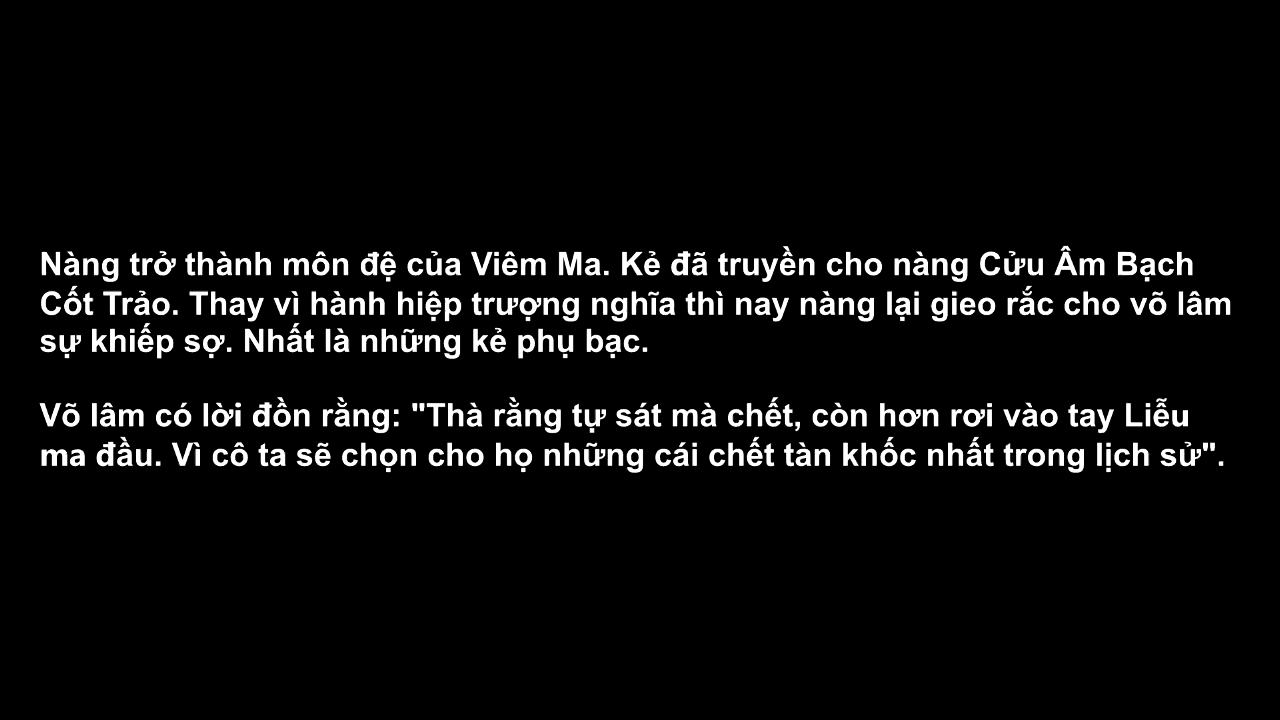 Nàng trở thành môn đệ của Viêm Ma. Kẻ đã truyền cho nàng Cửu Âm Bạch
Cốt Trảo. Thay vì hành hiệp trượng nghĩa thì nay nàng lại gieo rắc cho võ lâm
sự khiếp sợ. Nhất là những kẻ phụ bạc.
Võ lâm có lời đồn rằng: "Thà rằng tự sát mà chết, còn hơn rơi vào tay Liễu
ma đầu. Vì cô ta sẽ chọn cho họ những cái chết tàn khốc nhất trong lịch sử".